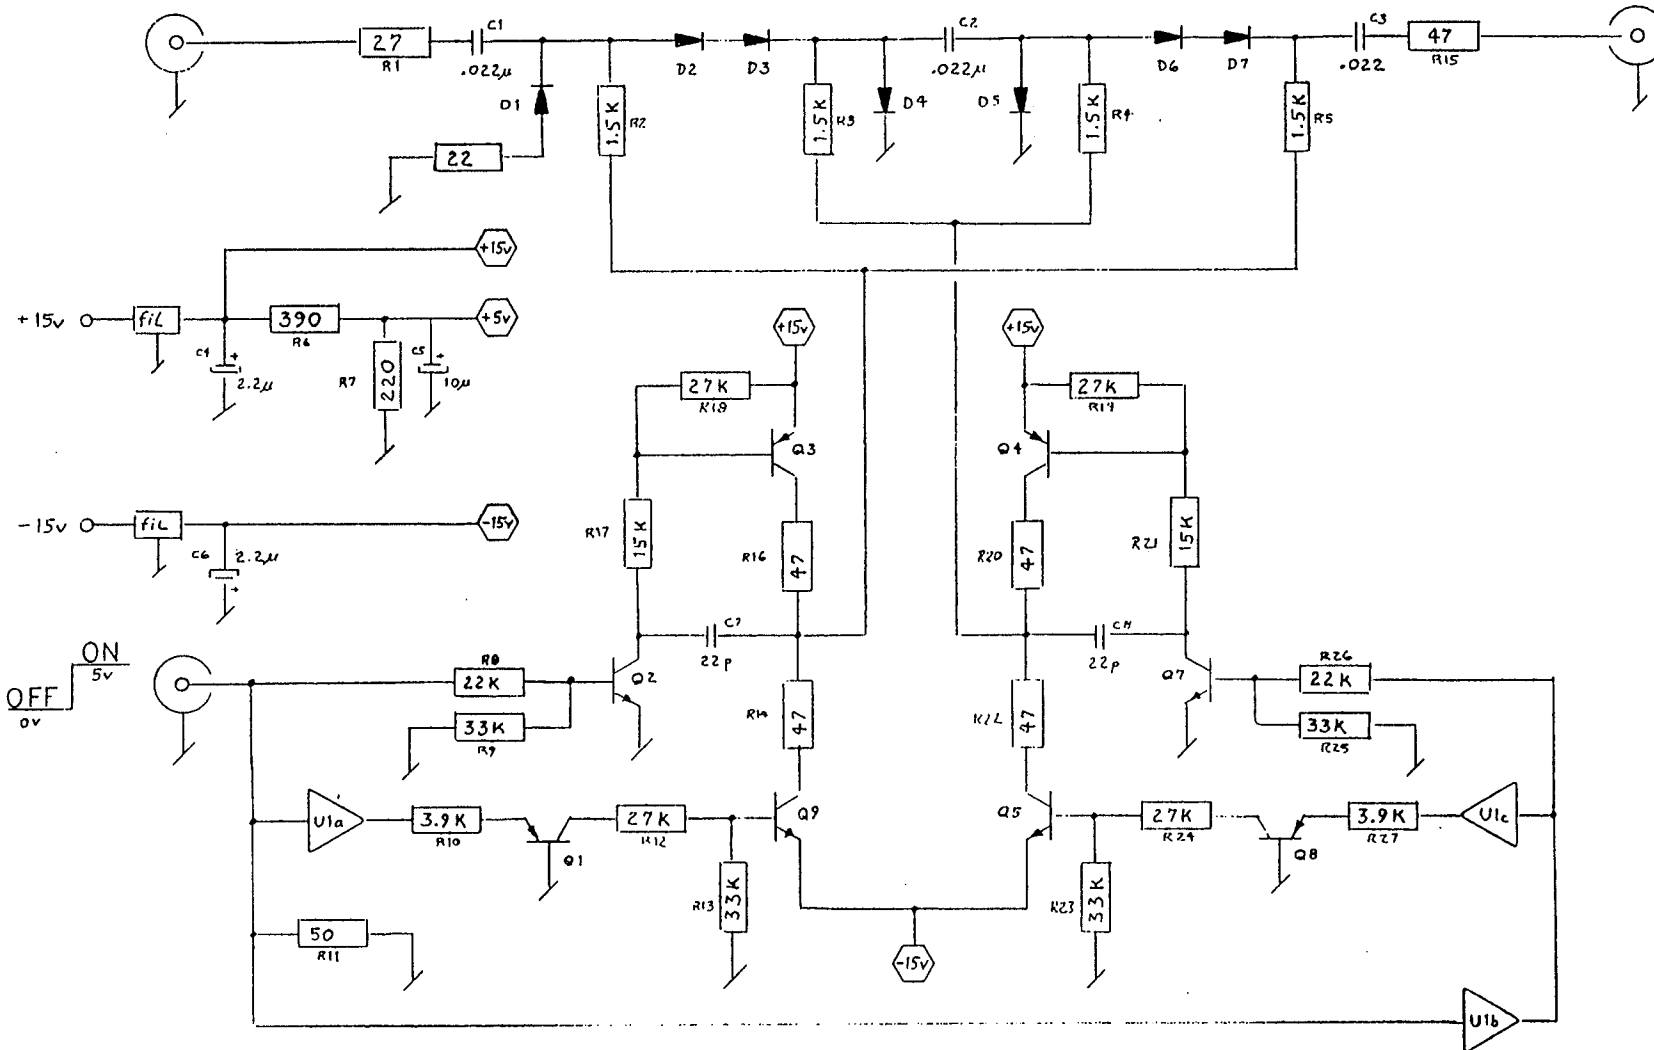 C1
C2
C3
27
R1
.022µ
D2
D3
.022µ
D6
D7
.022
47
R15
D1
1.5K
R2
1.5K
R3
D4
D5
1.5K
R4
1.5K
R5
22
+15v
+15v
fiL
390
R6
+5v
C4
+
2.2µ
R7
220
C5
+
10µ
+15v
+15v
27K
R18
27K
Q3
Q4
-15v
fiL
-15v
C6
2.2µ
+
R17
15K
R16
47
R20
47
R21
15K
22p
22p
ON
5v
OFF
0v
R8
22K
Q2
33K
R9
47
47
Q7
R26
22K
33K
R25
U1a
3.9K
R10
Q1
27K
R12
Q9
Q5
27K
R24
Q8
3.9K
R27
U1c
R13
33K
R23
33K
50
R11
-15v
U1b